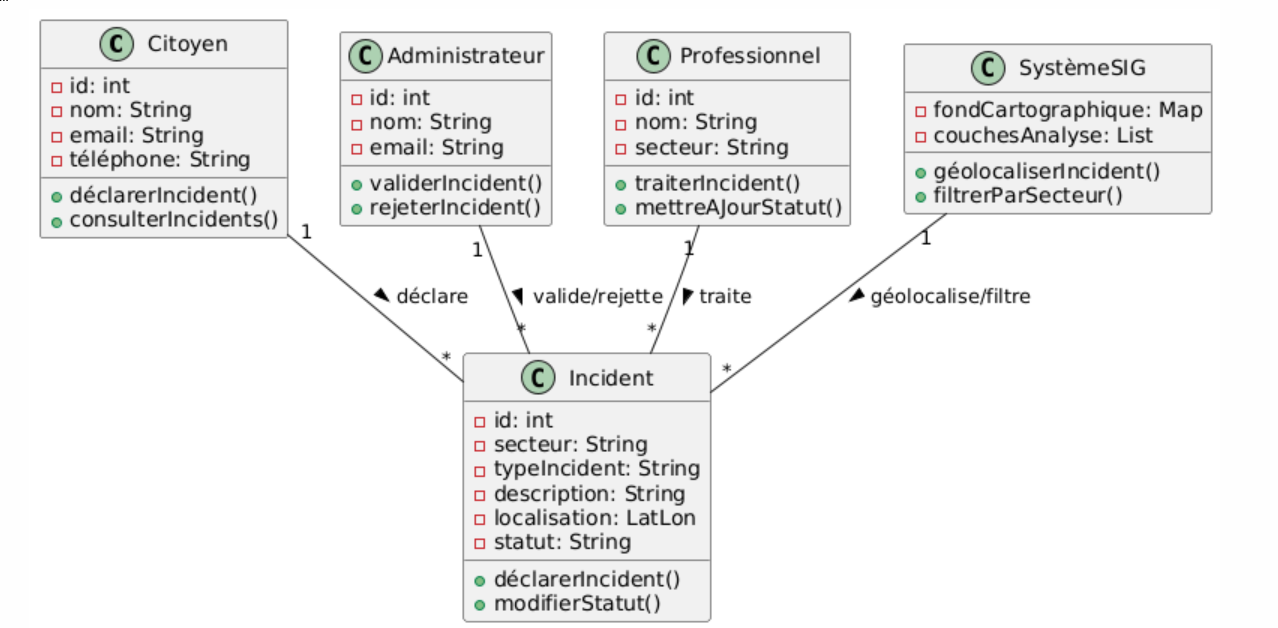 C Citoyen
id: int
nom: String
email: String
téléphone: String
déclarerIncident()
consulterIncidents()
C Administrateur
id: int
nom: String
email: String
validerIncident()
rejeterIncident()
C Professionnel
id: int
nom: String
secteur: String
traiterIncident()
mettreAJourStatut()
C SystèmeSIG
fondCartographique: Map
couchesAnalyse: List
géolocaliserIncident()
filtrerParSecteur()
1
déclare
*
1
valide/rejette
*
1
traite
*
1
géolocalise/filtre
*
C Incident
id: int
secteur: String
typeIncident: String
description: String
localisation: LatLon
statut: String
déclarerIncident()
modifierStatut()